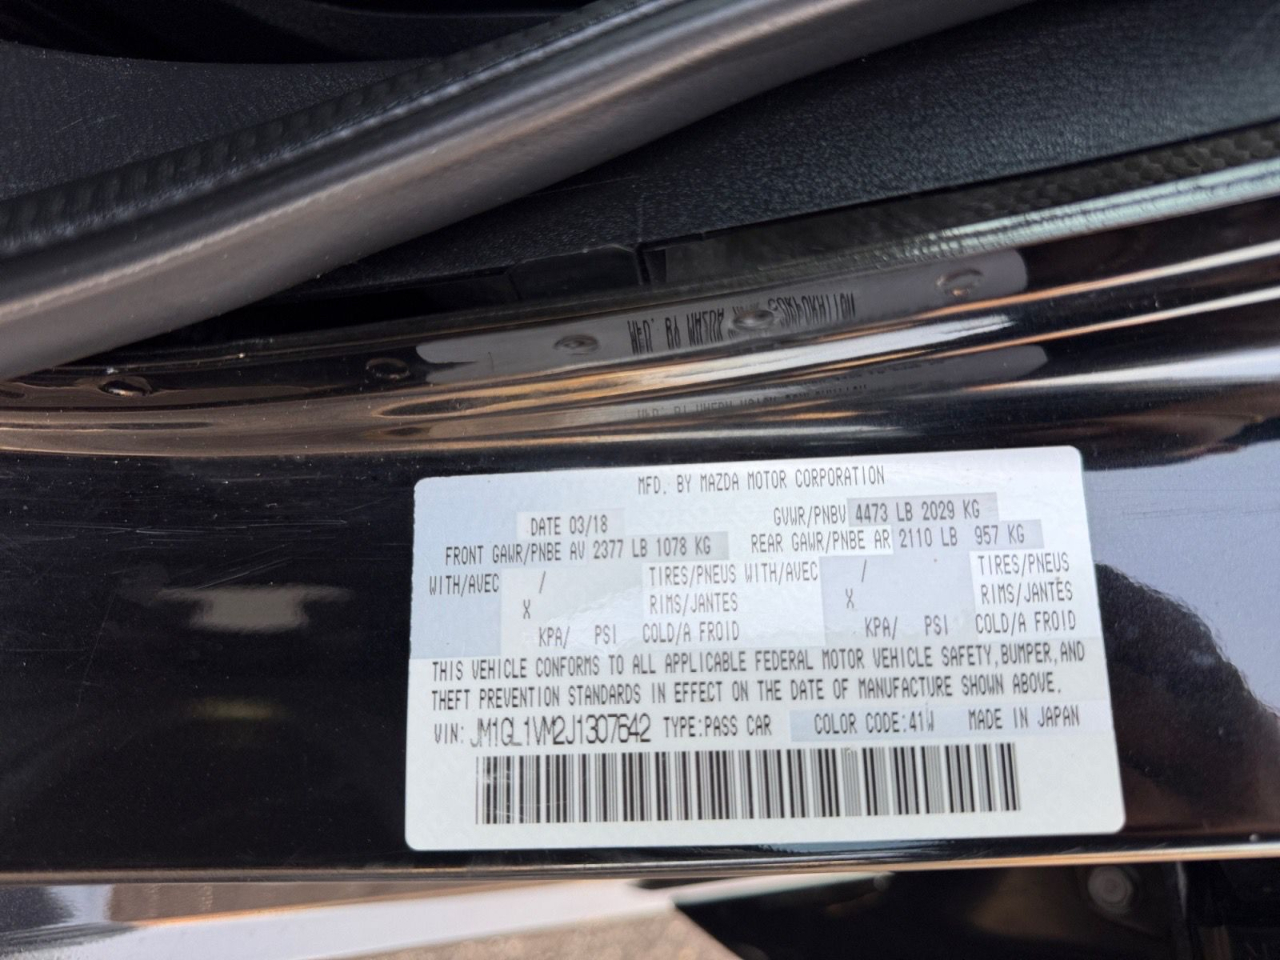 MFD. BY MAZDA MOTOR CORPORATION
DATE 03/18 GVWR/PNBV 4473 LB 2029 KG
FRONT GAWR/PNBE AV 2377 LB 1078 KG REAR GAWR/PNBE AR 2110 LB 957 KG
WITH/AVEC / TIRES/PNEUS WITH/AVEC / TIRES/PNEUS
X RIMS/JANTES X RIMS/JANTÉS
KPA/ PSI COLD/A FROID KPA/ PSI COLD/A FROID
THIS VEHICLE CONFORMS TO ALL APPLICABLE FEDERAL MOTOR VEHICLE SAFETY, BUMPER, AND
THEFT PREVENTION STANDARDS IN EFFECT ON THE DATE OF MANUFACTURE SHOWN ABOVE.
VIN: JM1GL1VM2J1307642 TYPE: PASS CAR COLOR CODE: 41W MADE IN JAPAN